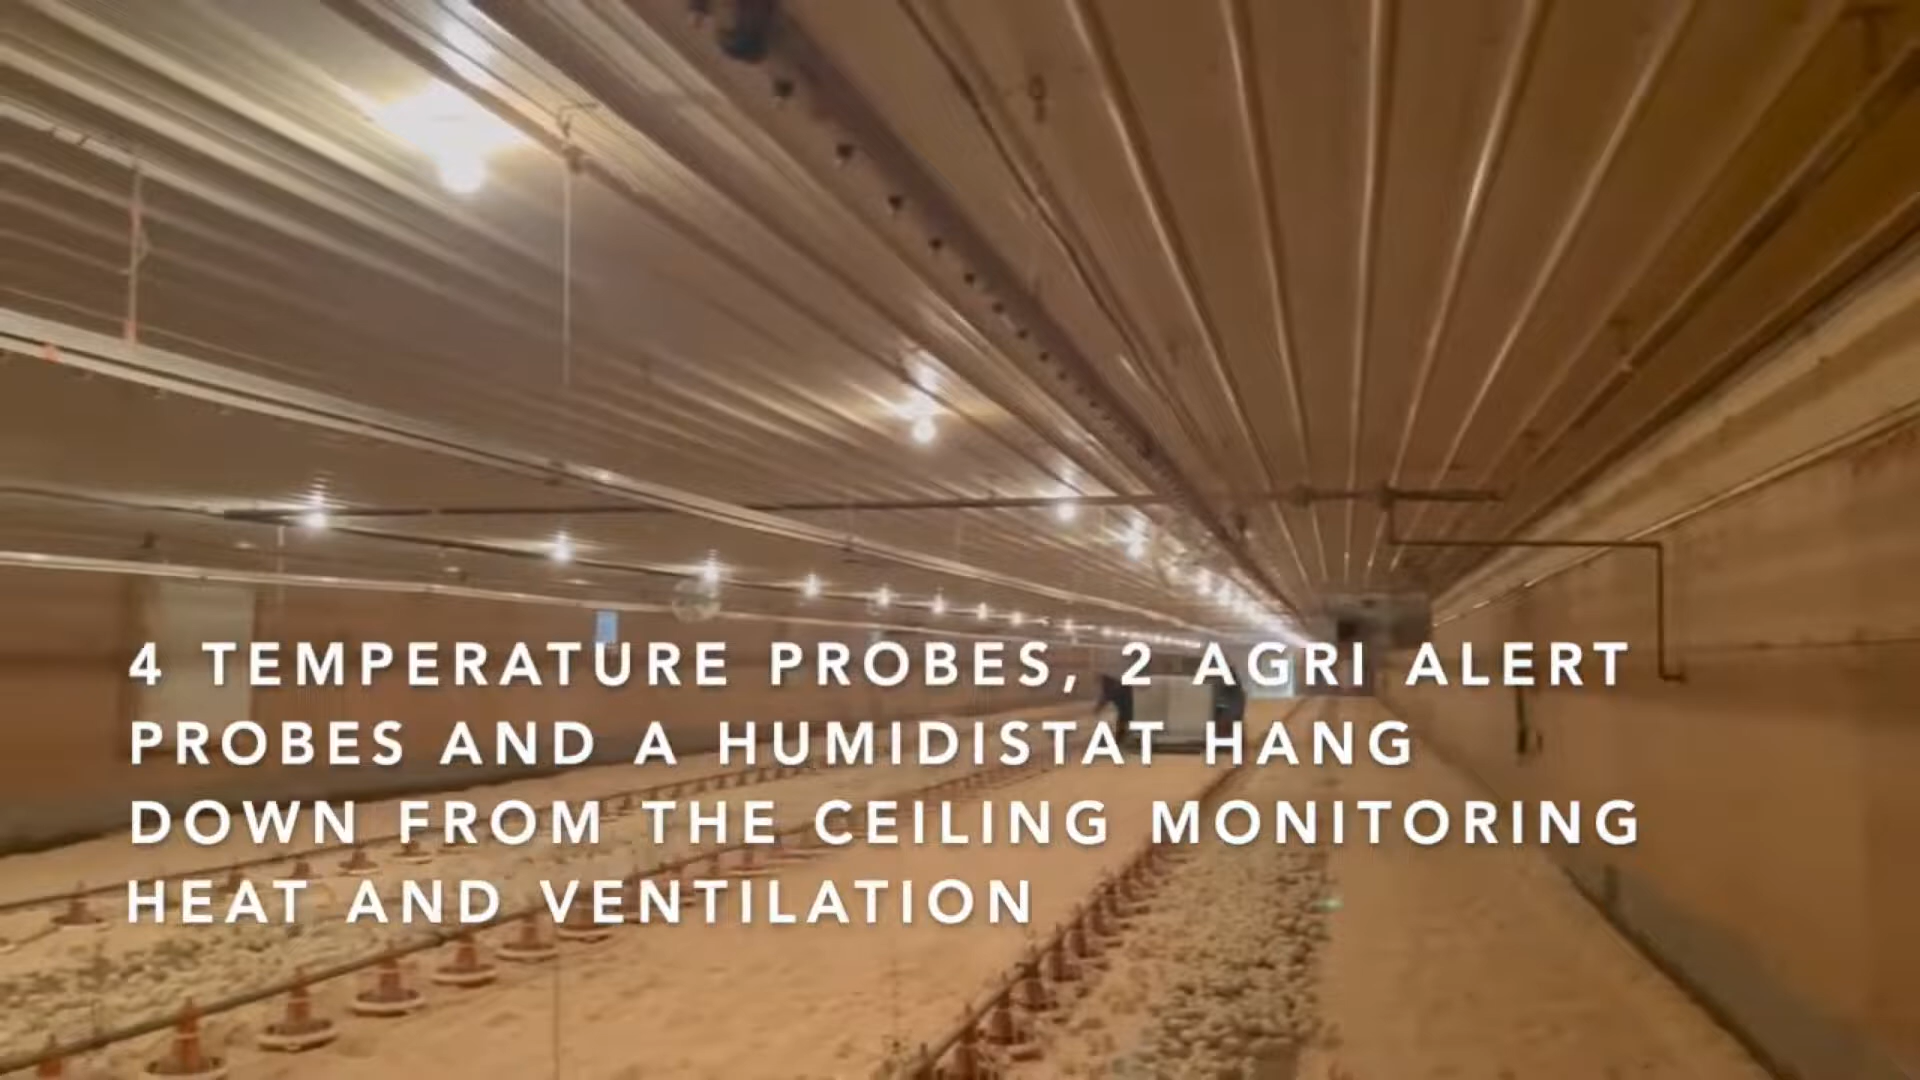 4 TEMPERATURE PROBES, 2 AGRI ALERT
PROBES AND A HUMIDISTAT HANG
DOWN FROM THE CEILING MONITORING
HEAT AND VENTILATION